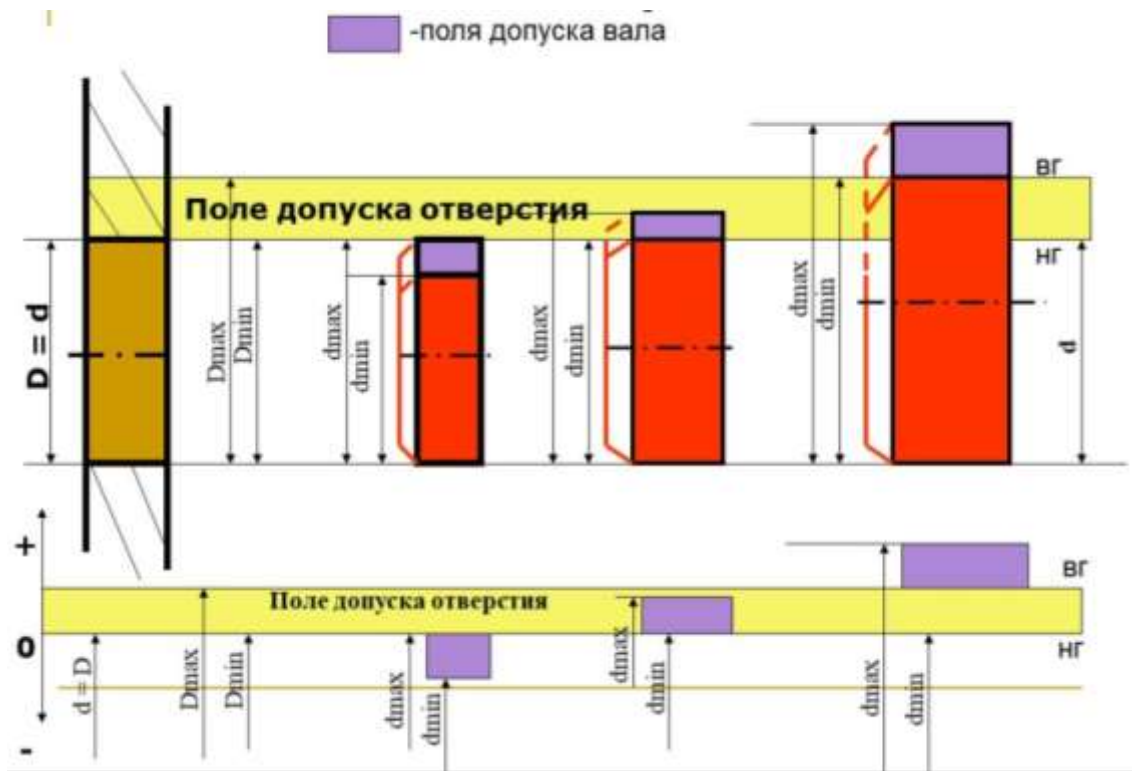 -поля допуска вала
вг
Поле допуска отверстия
нг
D = d
Dmax
Dmin
dmax
dmin
dmax
dmin
dmax
dmin
d
+
вг
Поле допуска отверстия
0
нг
d = D
Dmax
Dmin
dmax
dmin
dmax
dmin
dmax
dmin
-